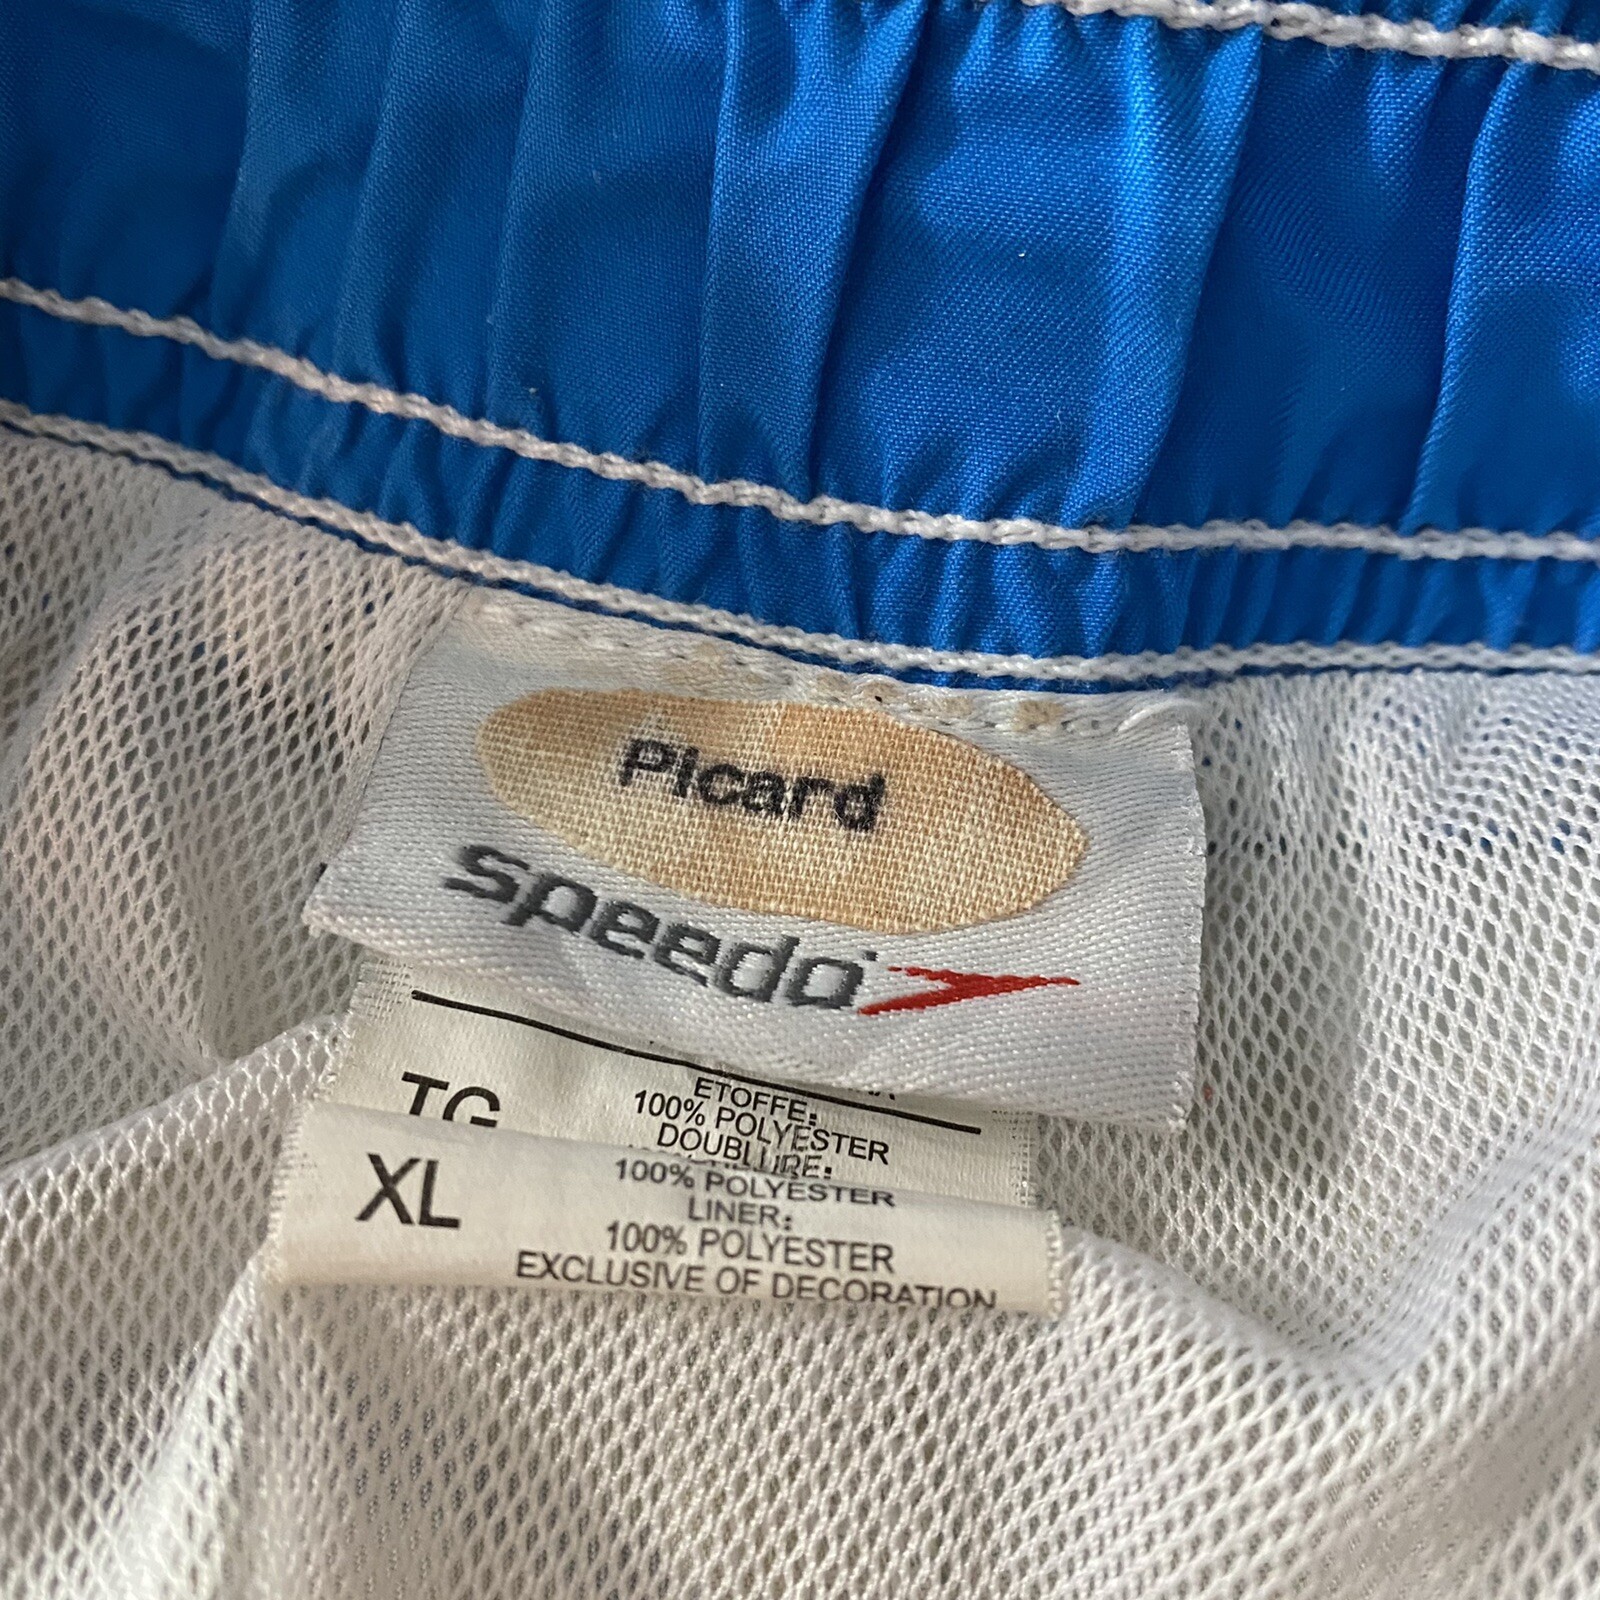 Picard
speedo
TG
ETOFFE:
100% POLYESTER
DOUBLURE:
XL
100% POLYESTER
LINER:
100% POLYESTER
EXCLUSIVE OF DECORATION